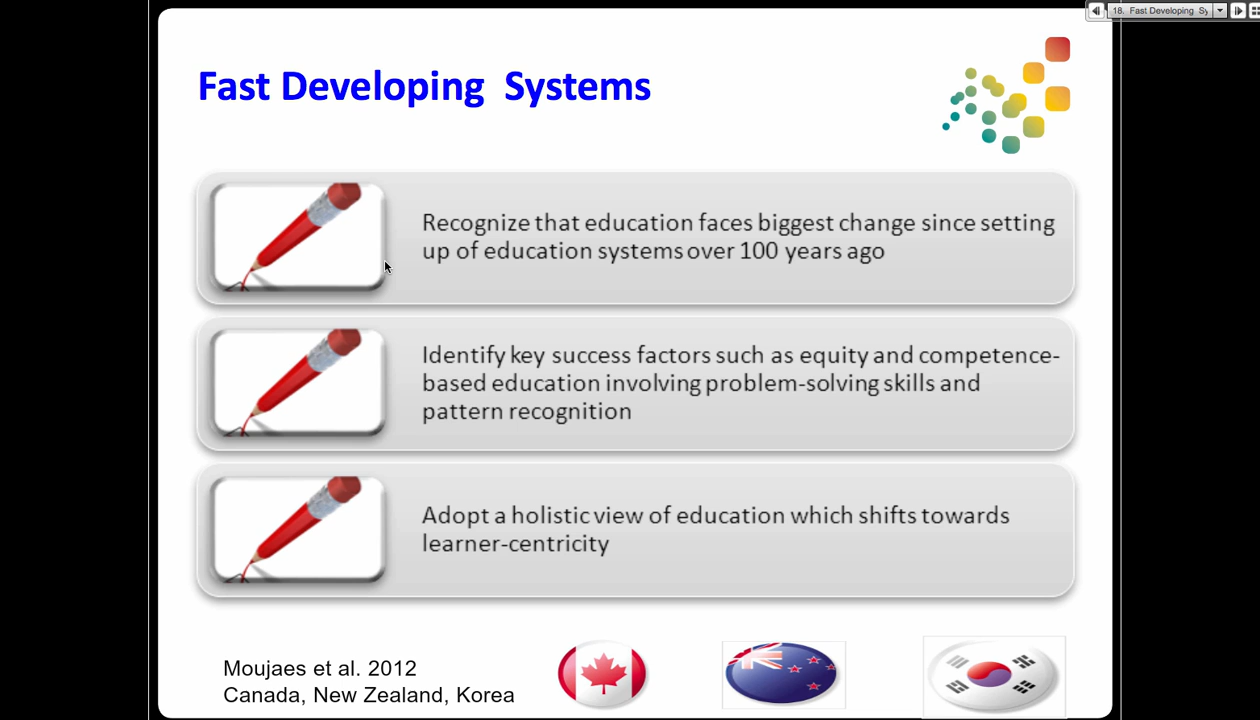 18. Fast Developing Sy
Fast Developing Systems
Recognize that education faces biggest change since setting
up of education systems over 100 years ago
Identify key success factors such as equity and competence-
based education involving problem-solving skills and
pattern recognition
Adopt a holistic view of education which shifts towards
learner-centricity
Moujaes et al. 2012
Canada, New Zealand, Korea